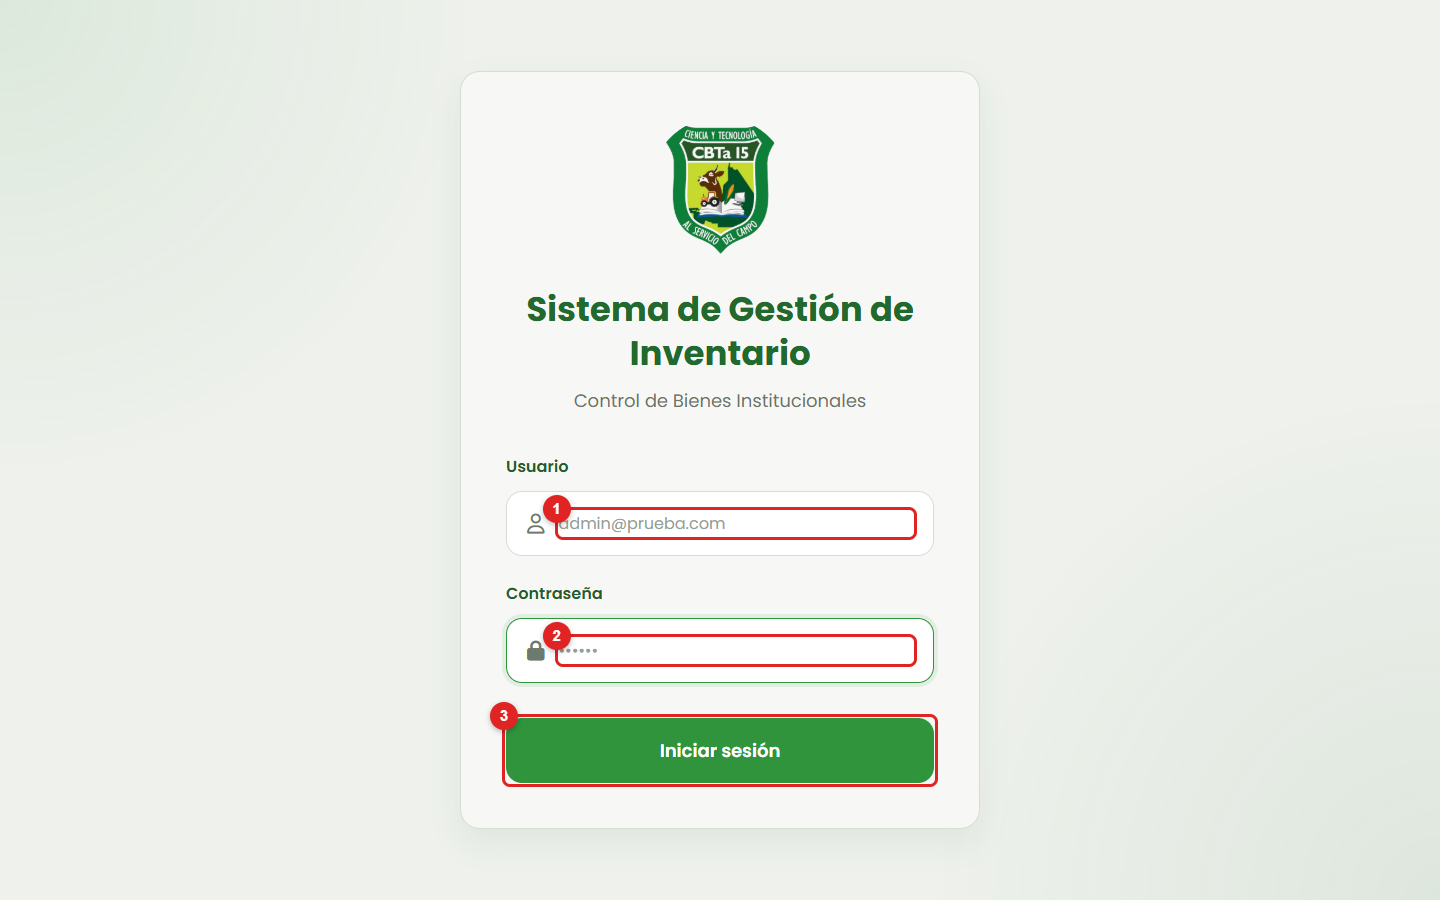 CIENCIA Y TECNOLOGÍA
CBTa 15
AL SERVICIO DEL CAMPO
Sistema de Gestión de
Inventario
Control de Bienes Institucionales
Usuario
1
admin@prueba.com
Contraseña
2
••••••
3
Iniciar sesión